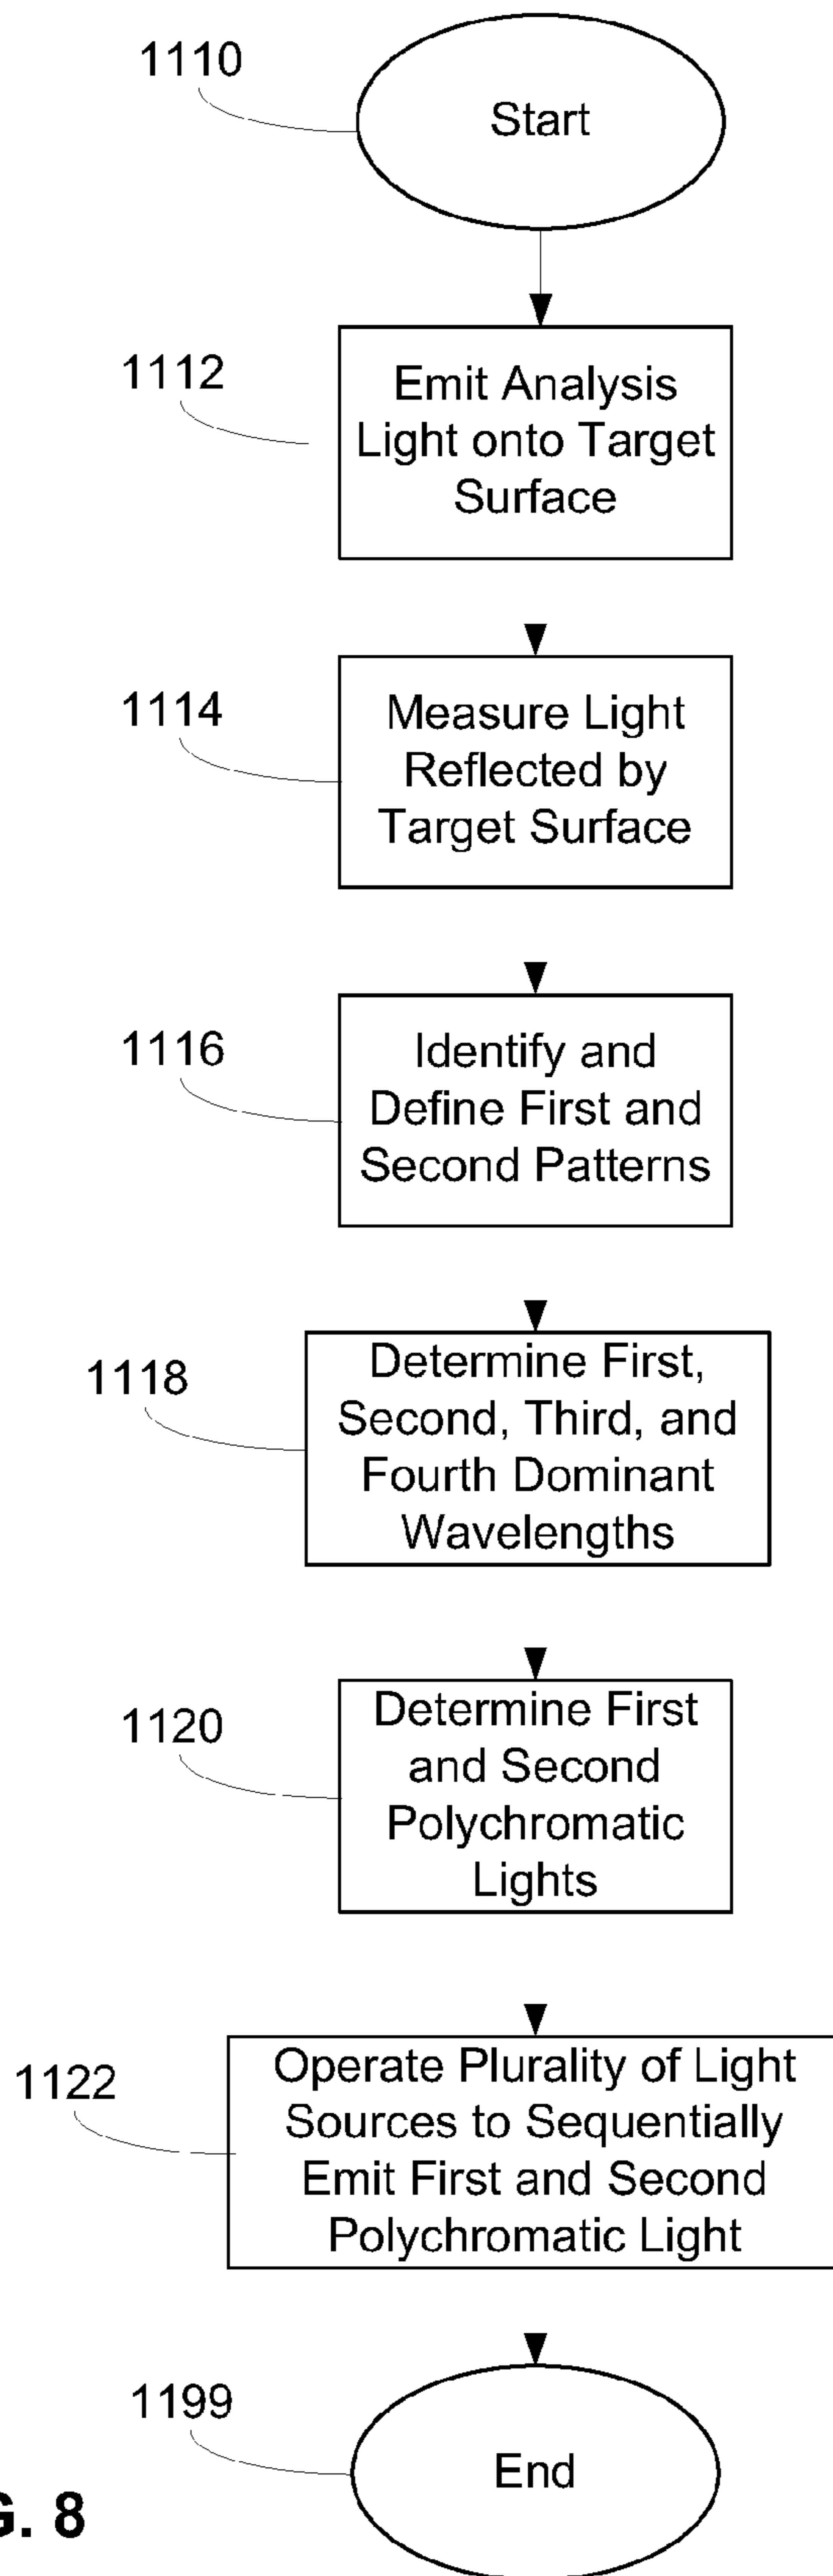 1110
Start
1112
Emit Analysis
Light onto Target
Surface
1114
Measure Light
Reflected by
Target Surface
1116
Identify and
Define First and
Second Patterns
1118
Determine First,
Second, Third, and
Fourth Dominant
Wavelengths
1120
Determine First
and Second
Polychromatic
Lights
1122
Operate Plurality of Light
Sources to Sequentially
Emit First and Second
Polychromatic Light
1199
End
G. 8